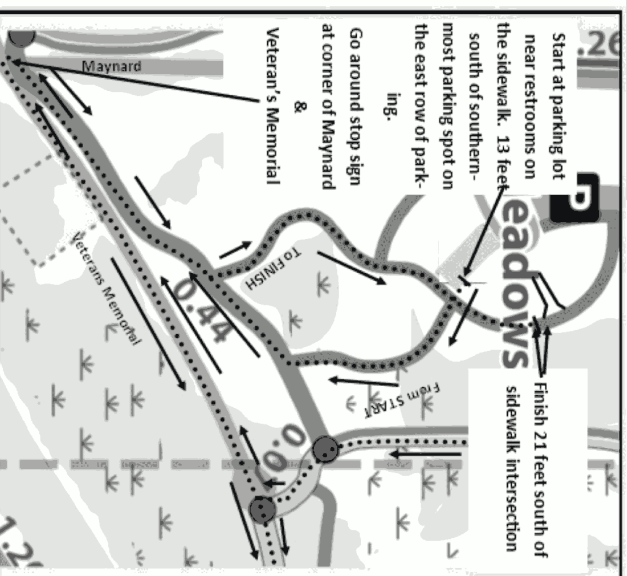 Start at parking lot
near restrooms on
the sidewalk. 13 feet
south of southern-
most parking spot on
the east row of park-
ing.
Go around stop sign
at corner of Maynard
&
Veteran's Memorial
.26
P
eadows
Finish 21 feet south of
sidewalk intersection
Maynard
To FINISH
From START
0.44
Veterans Memorial